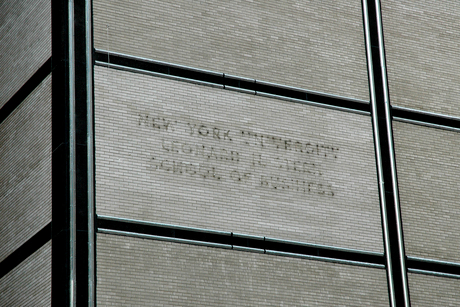 NEW YORK UNIVERSITY
LEONARD N. STERN
SCHOOL OF BUSINESS